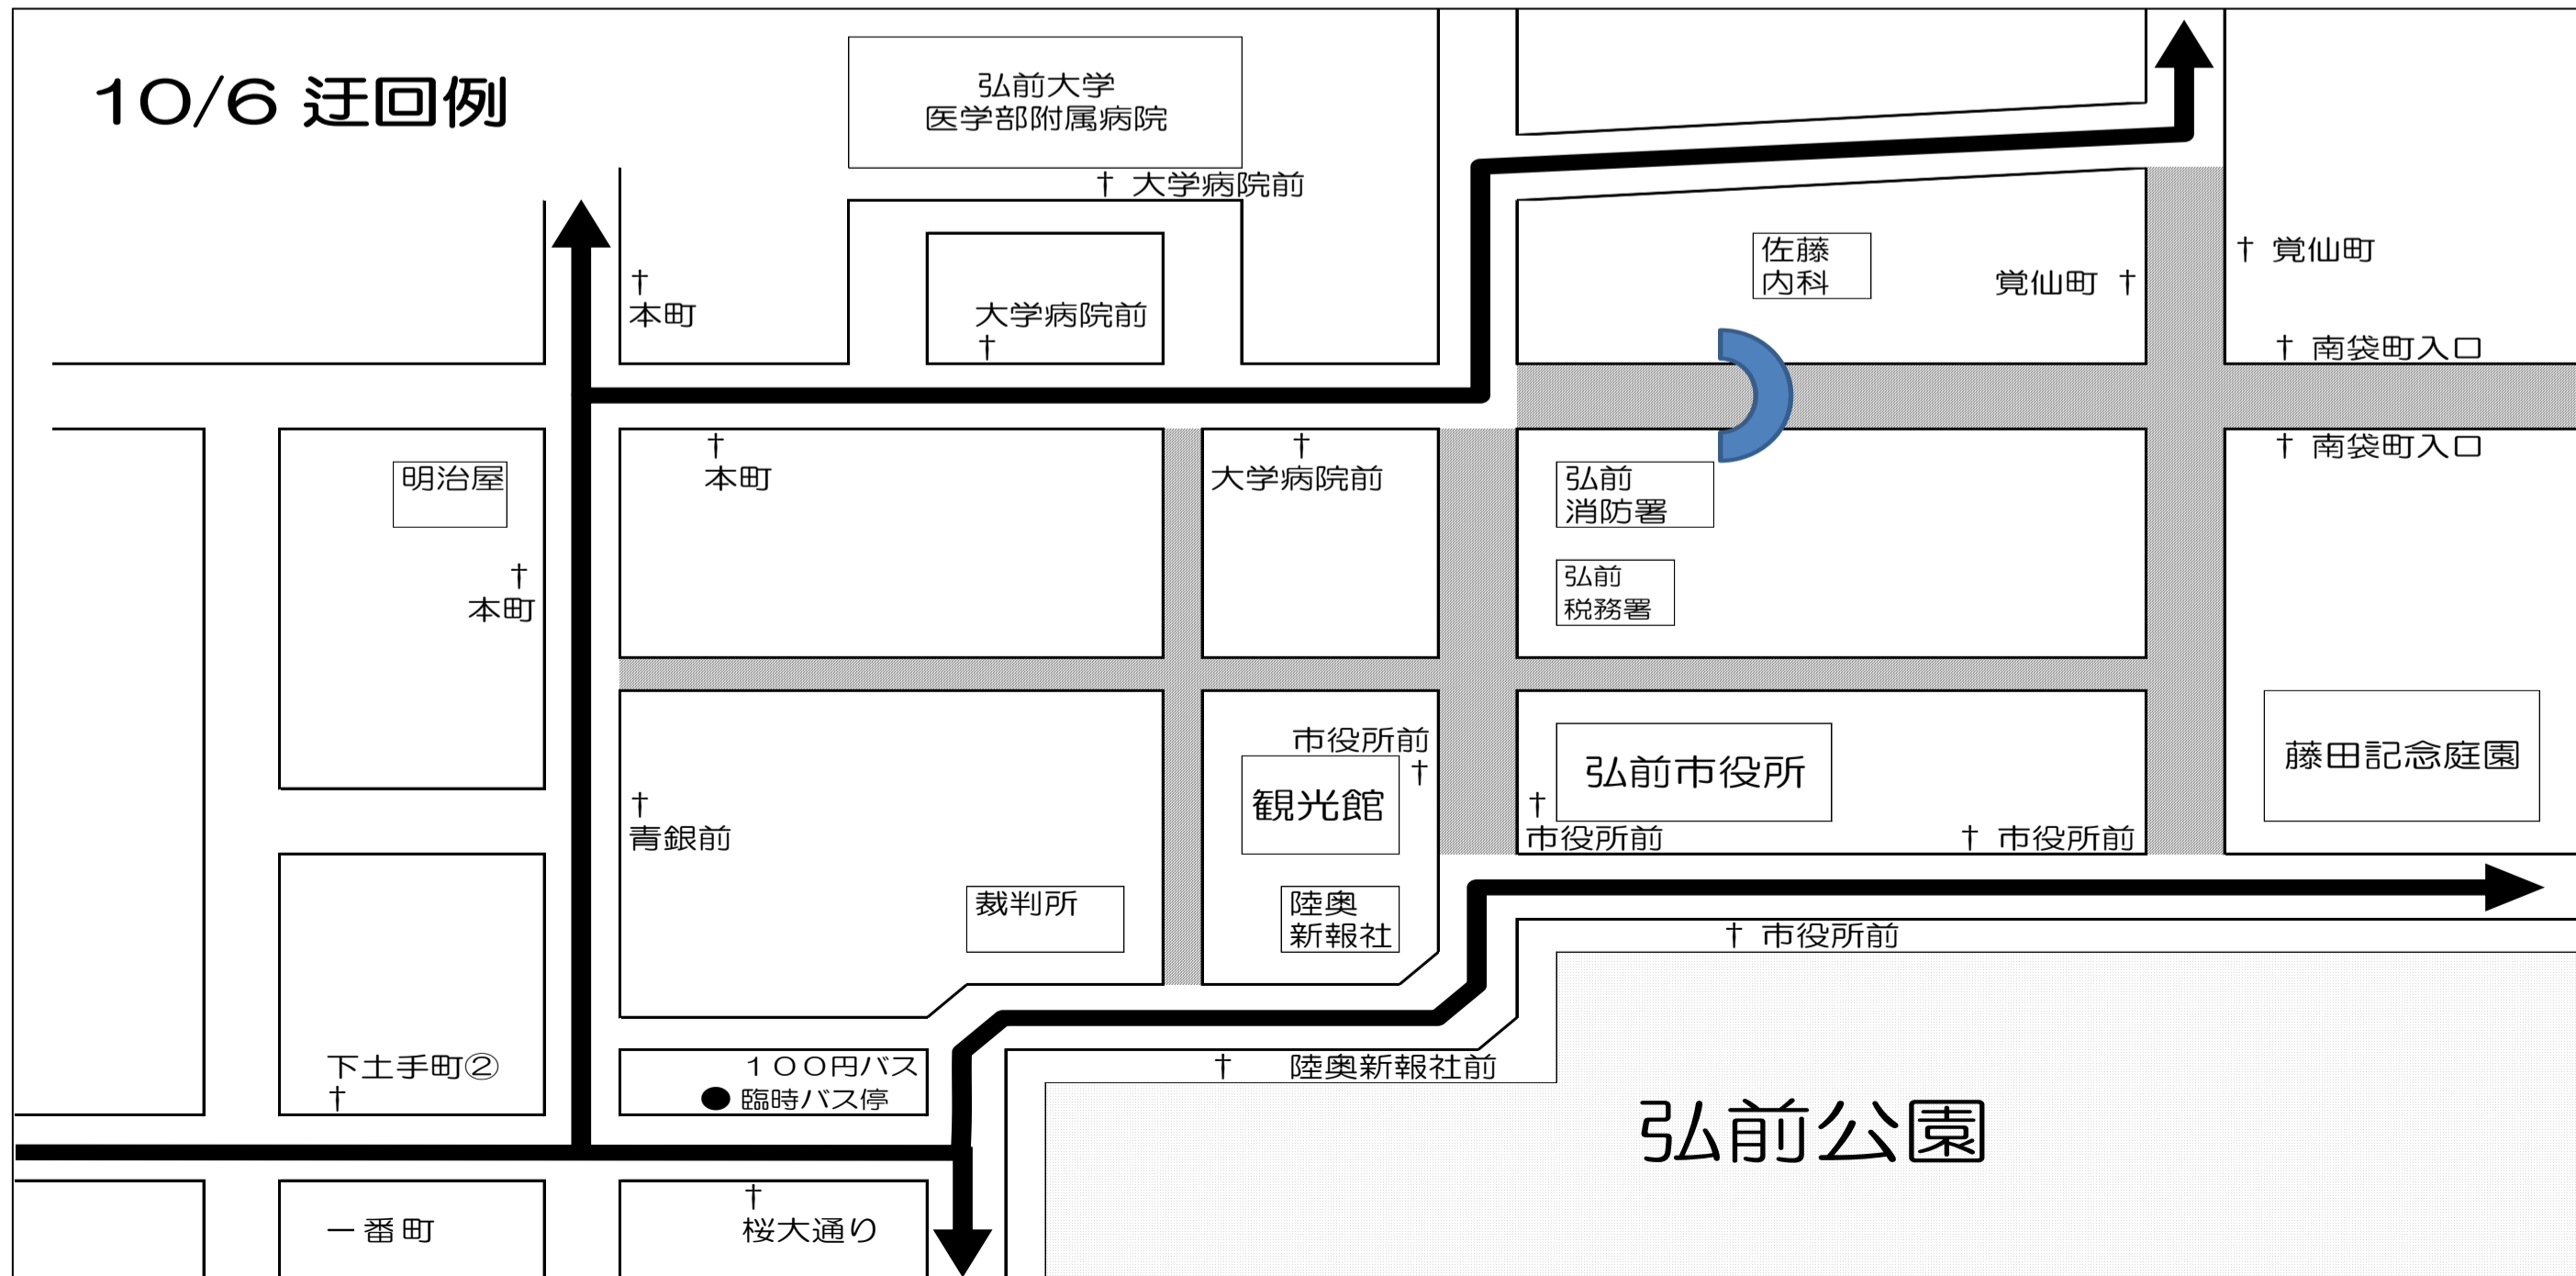 10/6 迂回例
弘前大学
医学部附属病院
† 大学病院前
†
本町
大学病院前
†
佐藤
内科
覚仙町 †
† 覚仙町
† 南袋町入口
† 南袋町入口
明治屋
†
本町
†
本町
†
大学病院前
弘前
消防署
弘前
税務署
†
青銀前
市役所前
†
観光館
弘前市役所
†
市役所前
† 市役所前
藤田記念庭園
裁判所
陸奥
新報社
† 市役所前
下土手町②
†
100円バス
● 臨時バス停
† 陸奥新報社前
弘前公園
一番町
†
桜大通り